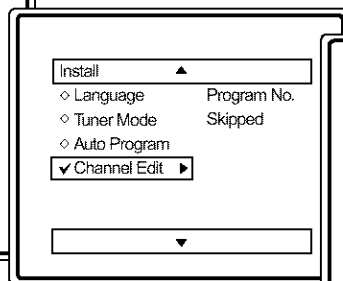 Install
Language Program No.
Tuner Mode Skipped
Auto Program
Channel Edit